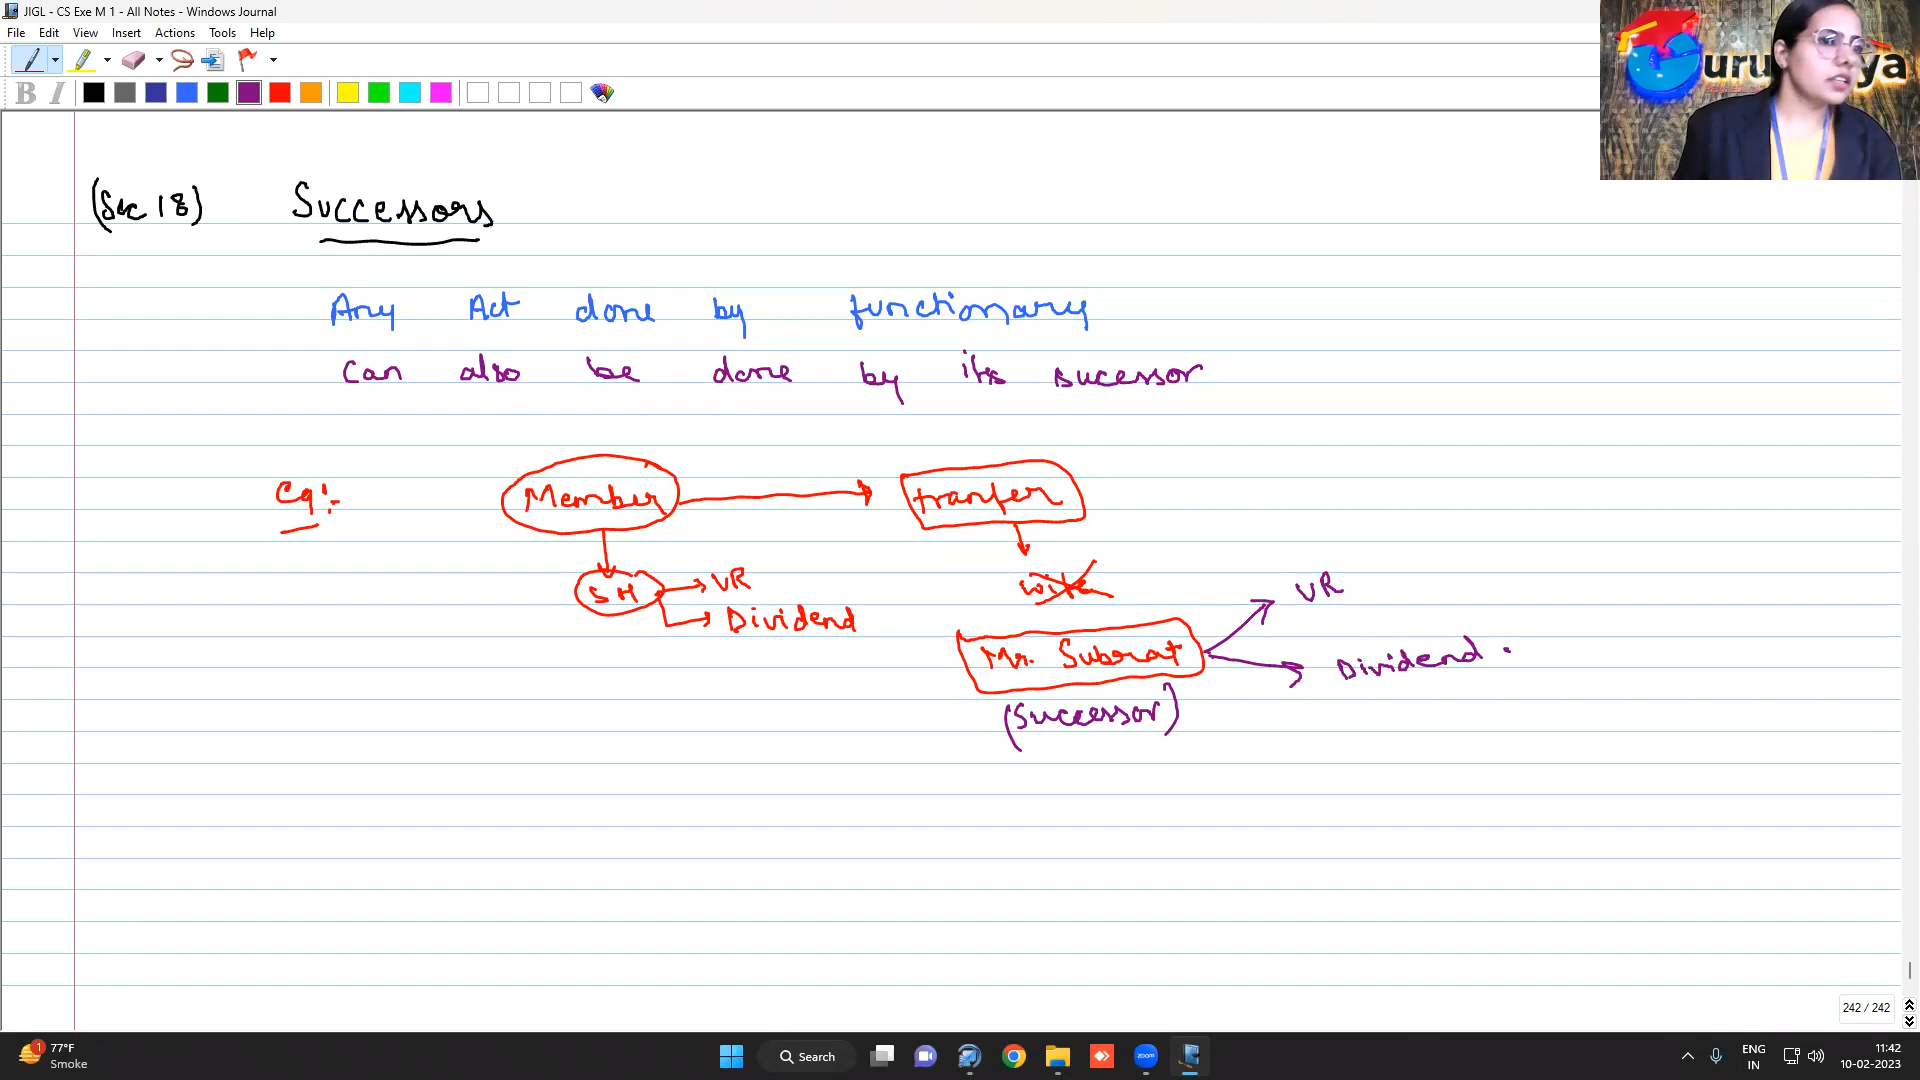 JIGL - CS Exe M 1 - All Notes - Windows Journal
File Edit View Insert Actions Tools Help
B I
(Sec 18) Successors
Any Act done by functionary
can also be done by its sucessor
Eg:-
Member
tranfer
SH
VR
Dividend
wife
Mr. Subrat
(Successor)
VR
Dividend
242 / 242
1
77°F
Smoke
Search
zoom
ENG
IN
11:42
10-02-2023